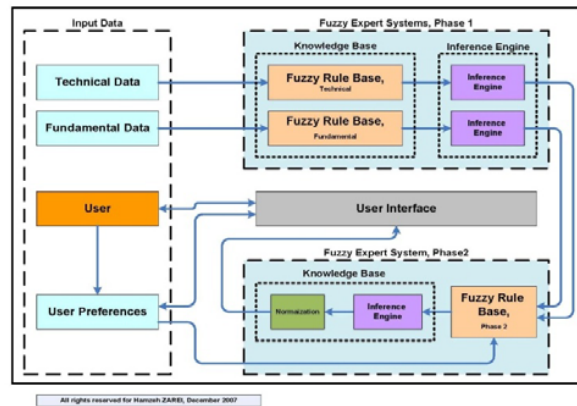 Input Data
Fuzzy Expert Systems, Phase 1
Knowledge Base
Inference Engine
Technical Data
Fuzzy Rule Base,
Technical
Inference
Engine
Fundamental Data
Fuzzy Rule Base,
Fundamental
Inference
Engine
User
User Interface
Fuzzy Expert System, Phase2
Knowledge Base
User Preferences
Normaization
Inference
Engine
Fuzzy Rule
Base,
Phase 2
All rights reserved for Hamzeh ZAREI, December 2007